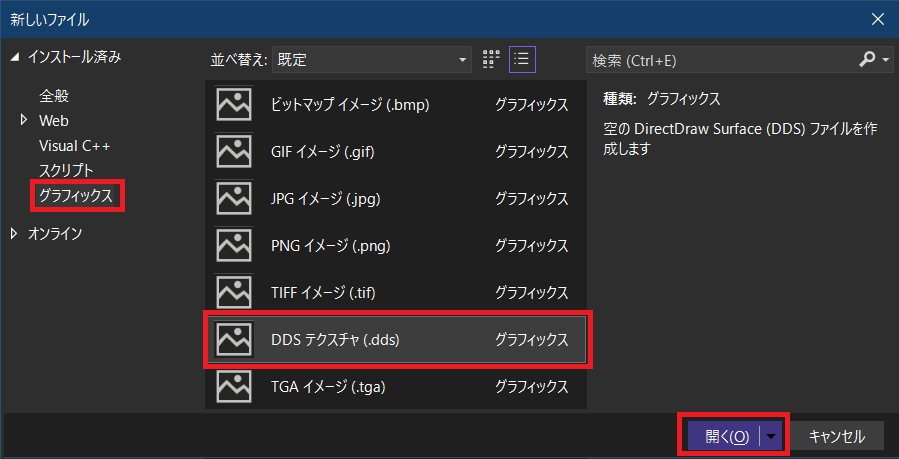 新しいファイル
インストール済み
全般
Web
Visual C++
スクリプト
グラフィックス
オンライン
並べ替え: 既定
ビットマップ イメージ (.bmp) グラフィックス
GIF イメージ (.gif) グラフィックス
JPG イメージ (.jpg) グラフィックス
PNG イメージ (.png) グラフィックス
TIFF イメージ (.tif) グラフィックス
DDS テクスチャ (.dds) グラフィックス
TGA イメージ (.tga) グラフィックス
検索 (Ctrl+E)
種類: グラフィックス
空の DirectDraw Surface (DDS) ファイルを作
成します
開く(O) キャンセル